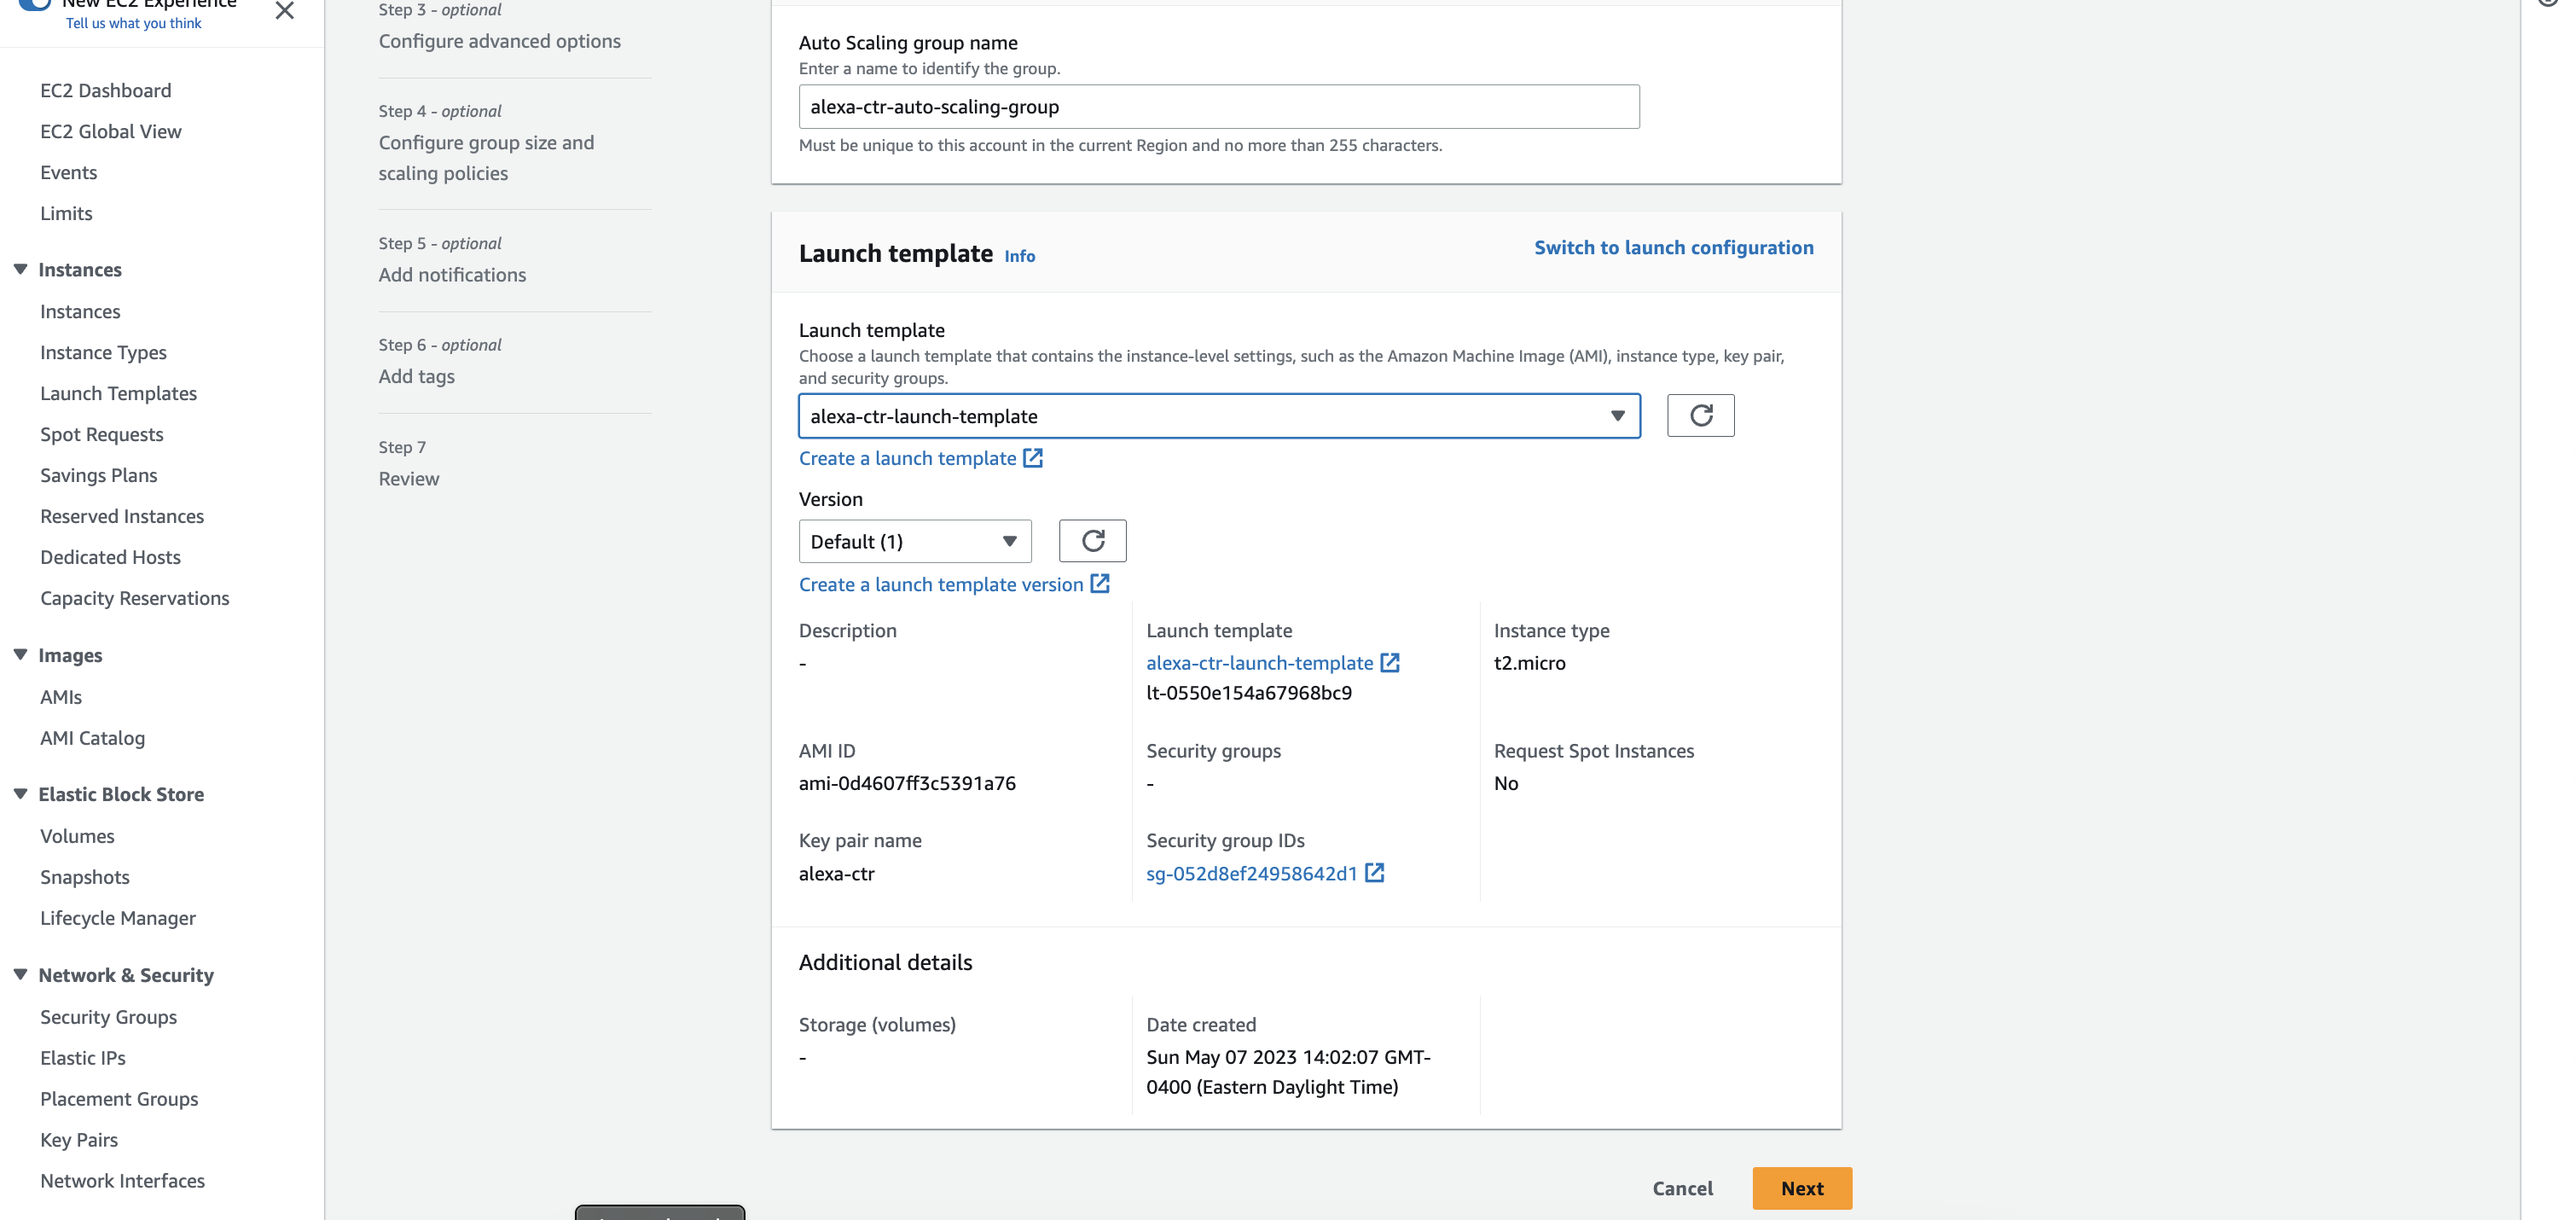 New EC2 Experience
Tell us what you think
EC2 Dashboard
EC2 Global View
Events
Limits
Instances
Instances
Instance Types
Launch Templates
Spot Requests
Savings Plans
Reserved Instances
Dedicated Hosts
Capacity Reservations
Images
AMIs
AMI Catalog
Elastic Block Store
Volumes
Snapshots
Lifecycle Manager
Network & Security
Security Groups
Elastic IPs
Placement Groups
Key Pairs
Network Interfaces
Step 3 - optional
Configure advanced options
Step 4 - optional
Configure group size and
scaling policies
Step 5 - optional
Add notifications
Step 6 - optional
Add tags
Step 7
Review
Auto Scaling group name
Enter a name to identify the group.
alexa-ctr-auto-scaling-group
Must be unique to this account in the current Region and no more than 255 characters.
Launch template Info
Switch to launch configuration
Launch template
Choose a launch template that contains the instance-level settings, such as the Amazon Machine Image (AMI), instance type, key pair,
and security groups.
alexa-ctr-launch-template
Create a launch template
Version
Default (1)
Create a launch template version
Description
-
Launch template
alexa-ctr-launch-template
lt-0550e154a67968bc9
Instance type
t2.micro
AMI ID
ami-0d4607ff3c5391a76
Security groups
-
Request Spot Instances
No
Key pair name
alexa-ctr
Security group IDs
sg-052d8ef24958642d1
Additional details
Storage (volumes)
-
Date created
Sun May 07 2023 14:02:07 GMT-
0400 (Eastern Daylight Time)
Cancel
Next